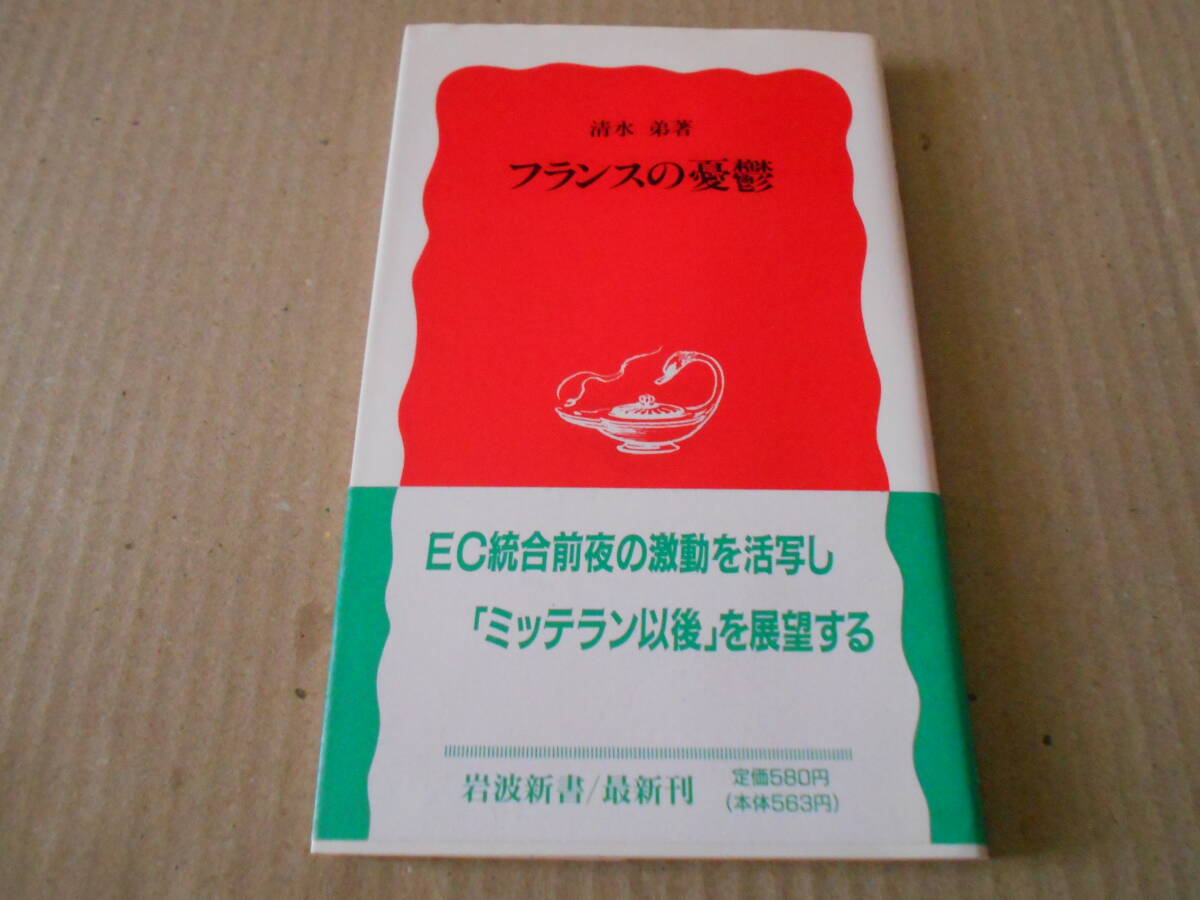 清水 弟著
フランスの憂鬱
EC統合前夜の激動を活写し
「ミッテラン以後」を展望する
岩波新書/最新刊
定価580円
(本体563円)